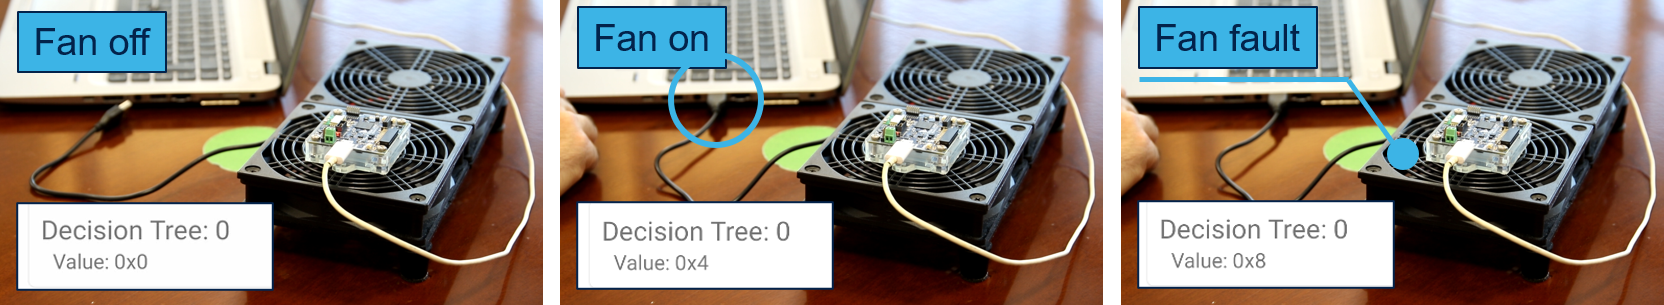 Fan off
Decision Tree: 0
Value: 0x0
Fan on
Decision Tree: 0
Value: 0x4
Fan fault
Decision Tree: 0
Value: 0x8